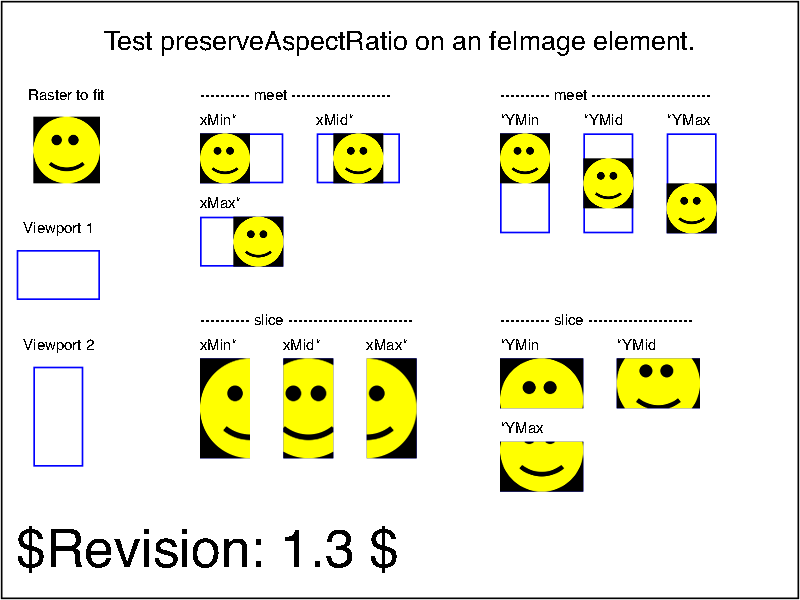 Test preserveAspectRatio on an feImage element.
Raster to fit
---------- meet --------------------
---------- meet ------------------------
xMin*
xMid*
*YMin
*YMid
*YMax
xMax*
Viewport 1
---------- slice -------------------------
---------- slice ---------------------
Viewport 2
xMin*
xMid*
xMax*
*YMin
*YMid
*YMax
$Revision: 1.3 $